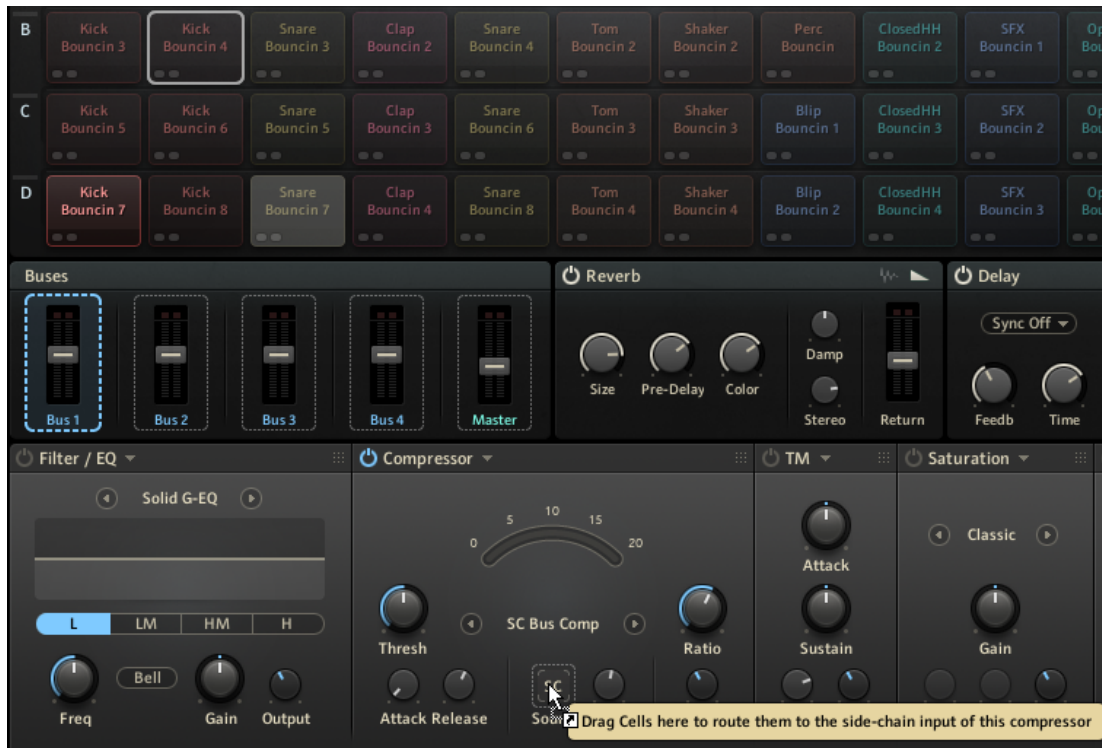 B
Kick
Bouncin 3
Kick
Bouncin 4
Snare
Bouncin 3
Clap
Bouncin 2
Snare
Bouncin 4
Tom
Bouncin 2
Shaker
Bouncin 2
Perc
Bouncin
ClosedHH
Bouncin 2
SFX
Bouncin 1
Op
Bou
C
Kick
Bouncin 5
Kick
Bouncin 6
Snare
Bouncin 5
Clap
Bouncin 3
Snare
Bouncin 6
Tom
Bouncin 3
Shaker
Bouncin 3
Blip
Bouncin 1
ClosedHH
Bouncin 3
SFX
Bouncin 2
Op
Bou
D
Kick
Bouncin 7
Kick
Bouncin 8
Snare
Bouncin 7
Clap
Bouncin 4
Snare
Bouncin 8
Tom
Bouncin 4
Shaker
Bouncin 4
Blip
Bouncin 2
ClosedHH
Bouncin 4
SFX
Bouncin 3
Op
Bou
Buses
Bus 1
Bus 2
Bus 3
Bus 4
Master
Reverb
Size
Pre-Delay
Color
Damp
Stereo
Return
Delay
Sync Off
Feedb
Time
Filter / EQ
Solid G-EQ
L
LM
HM
H
Freq
Bell
Gain
Output
Compressor
0
5
10
15
20
Thresh
SC Bus Comp
Ratio
Attack
Release
SC
Sou
TM
Attack
Sustain
Saturation
Classic
Gain
Drag Cells here to route them to the side-chain input of this compressor